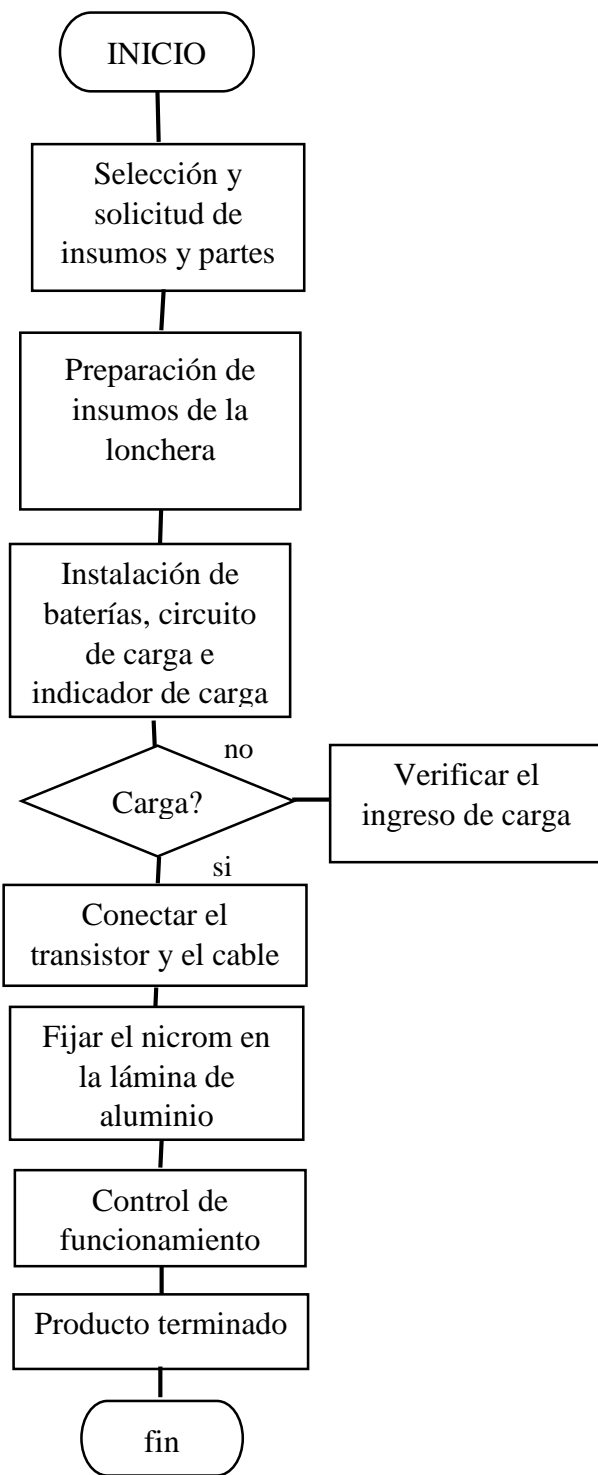 INICIO
Selección y
solicitud de
insumos y partes
Preparación de
insumos de la
lonchera
Instalación de
baterías, circuito
de carga e
indicador de carga
no
Carga?
Verificar el
ingreso de carga
si
Conectar el
transistor y el cable
Fijar el nicrom en
la lámina de
aluminio
Control de
funcionamiento
Producto terminado
fin